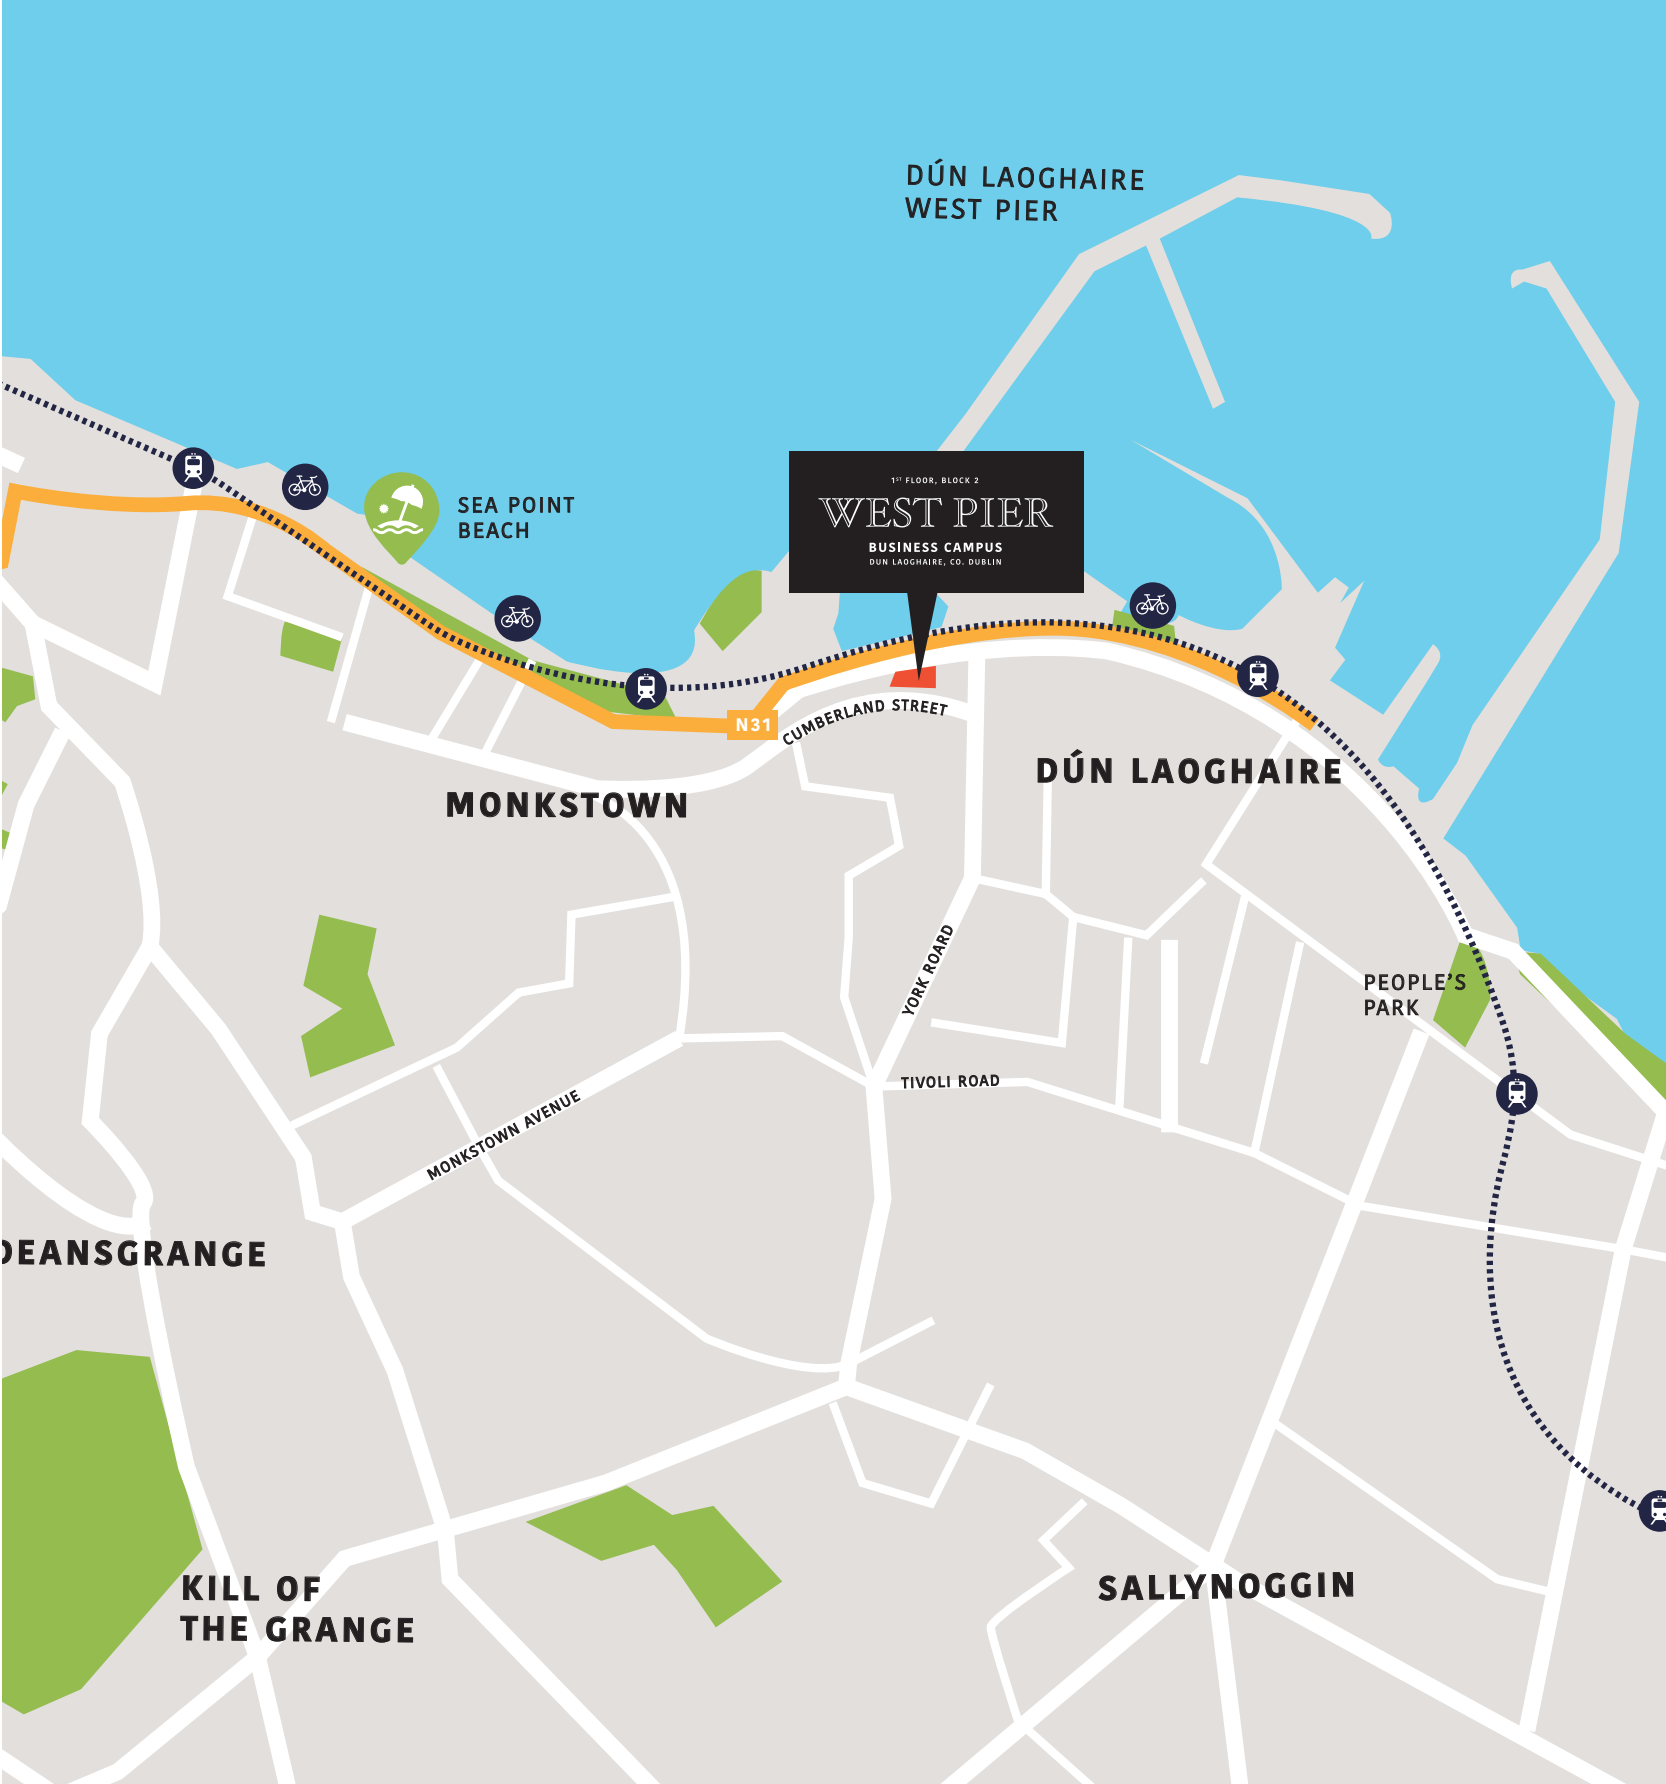 DÚN LAOGHAIRE
WEST PIER
1ST FLOOR, BLOCK 2
WEST PIER
BUSINESS CAMPUS
DUN LAOGHAIRE, CO. DUBLIN
SEA POINT
BEACH
N31
CUMBERLAND STREET
DÚN LAOGHAIRE
MONKSTOWN
YORK ROARD
PEOPLE'S
PARK
TIVOLI ROAD
MONKSTOWN AVENUE
DEANSGRANGE
KILL OF
THE GRANGE
SALLYNOGGIN